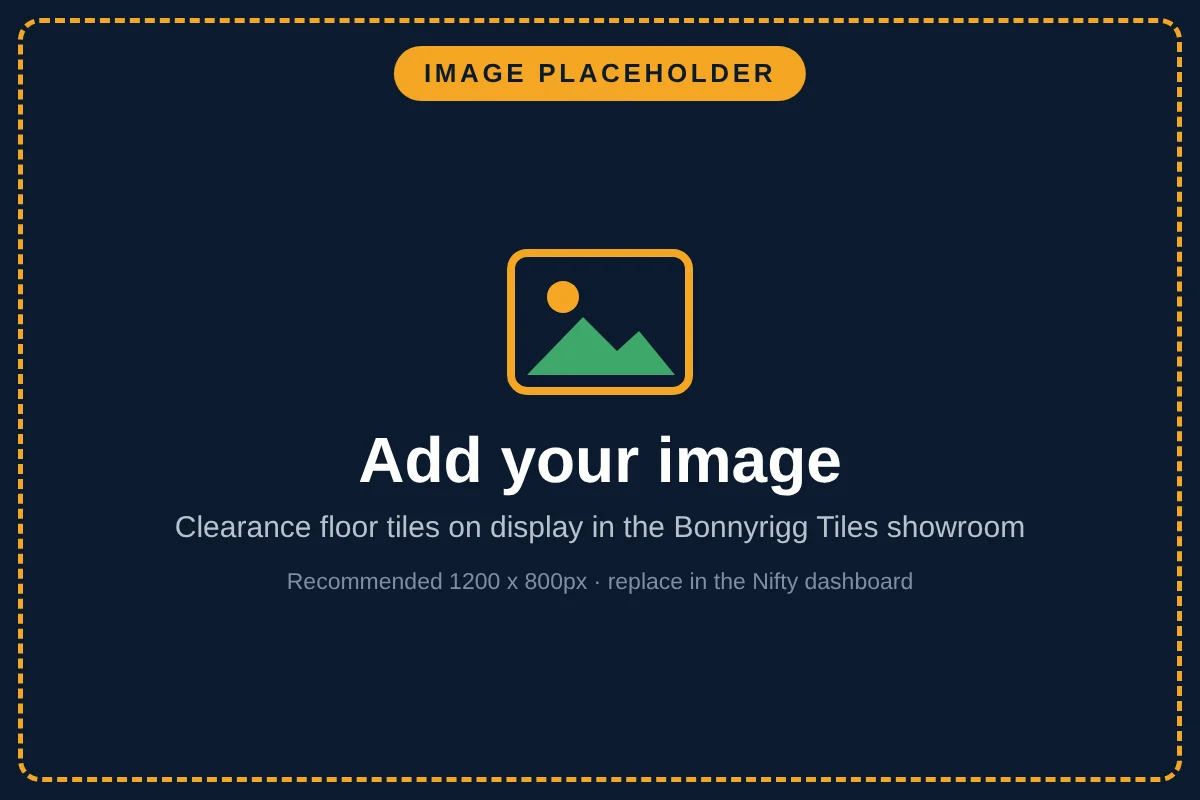 IMAGE PLACEHOLDER
Add your image
Clearance floor tiles on display in the Bonnyrigg Tiles showroom
Recommended 1200 x 800px · replace in the Nifty dashboard